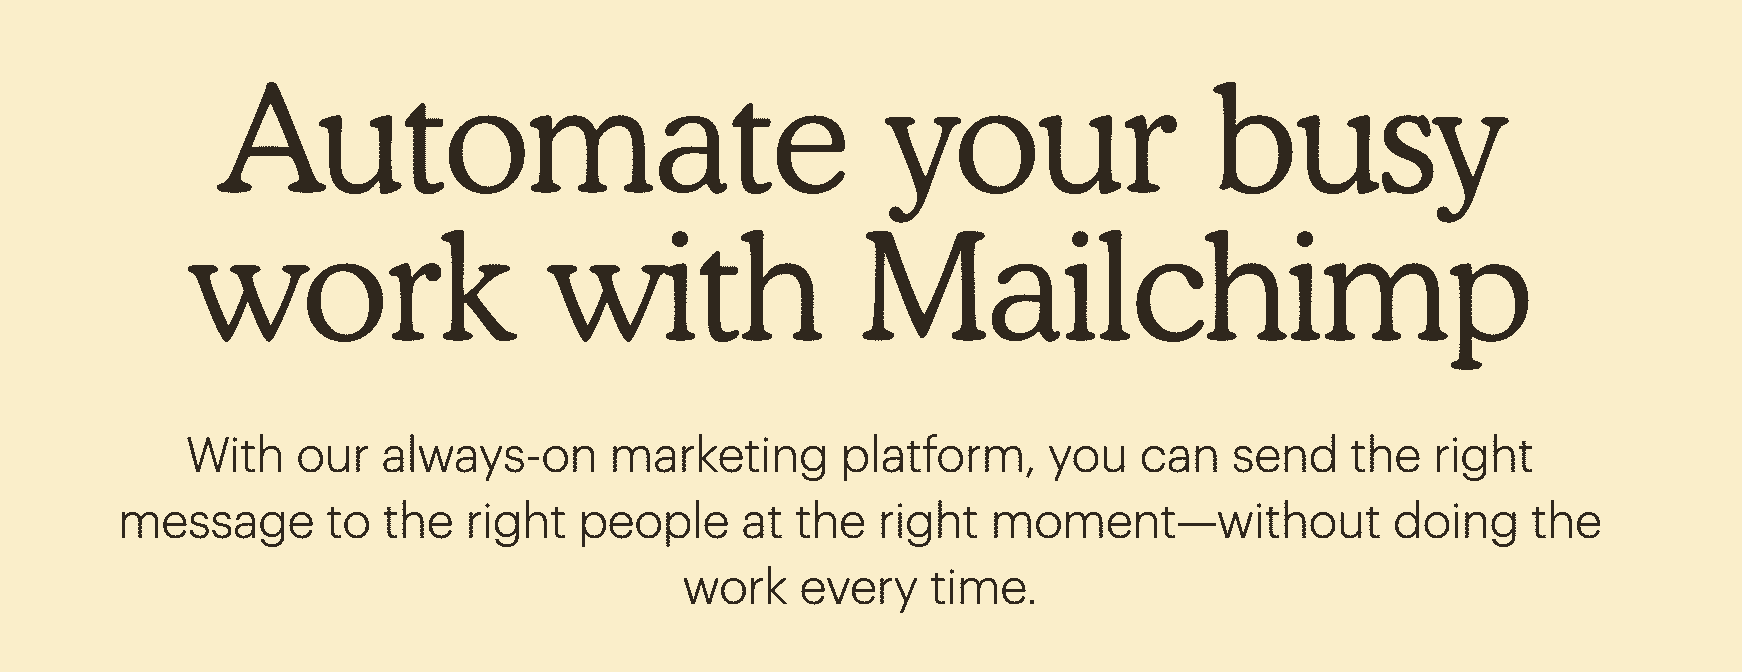 Automate your busy
work with Mailchimp
With our always-on marketing platform, you can send the right
message to the right people at the right moment—without doing the
work every time.